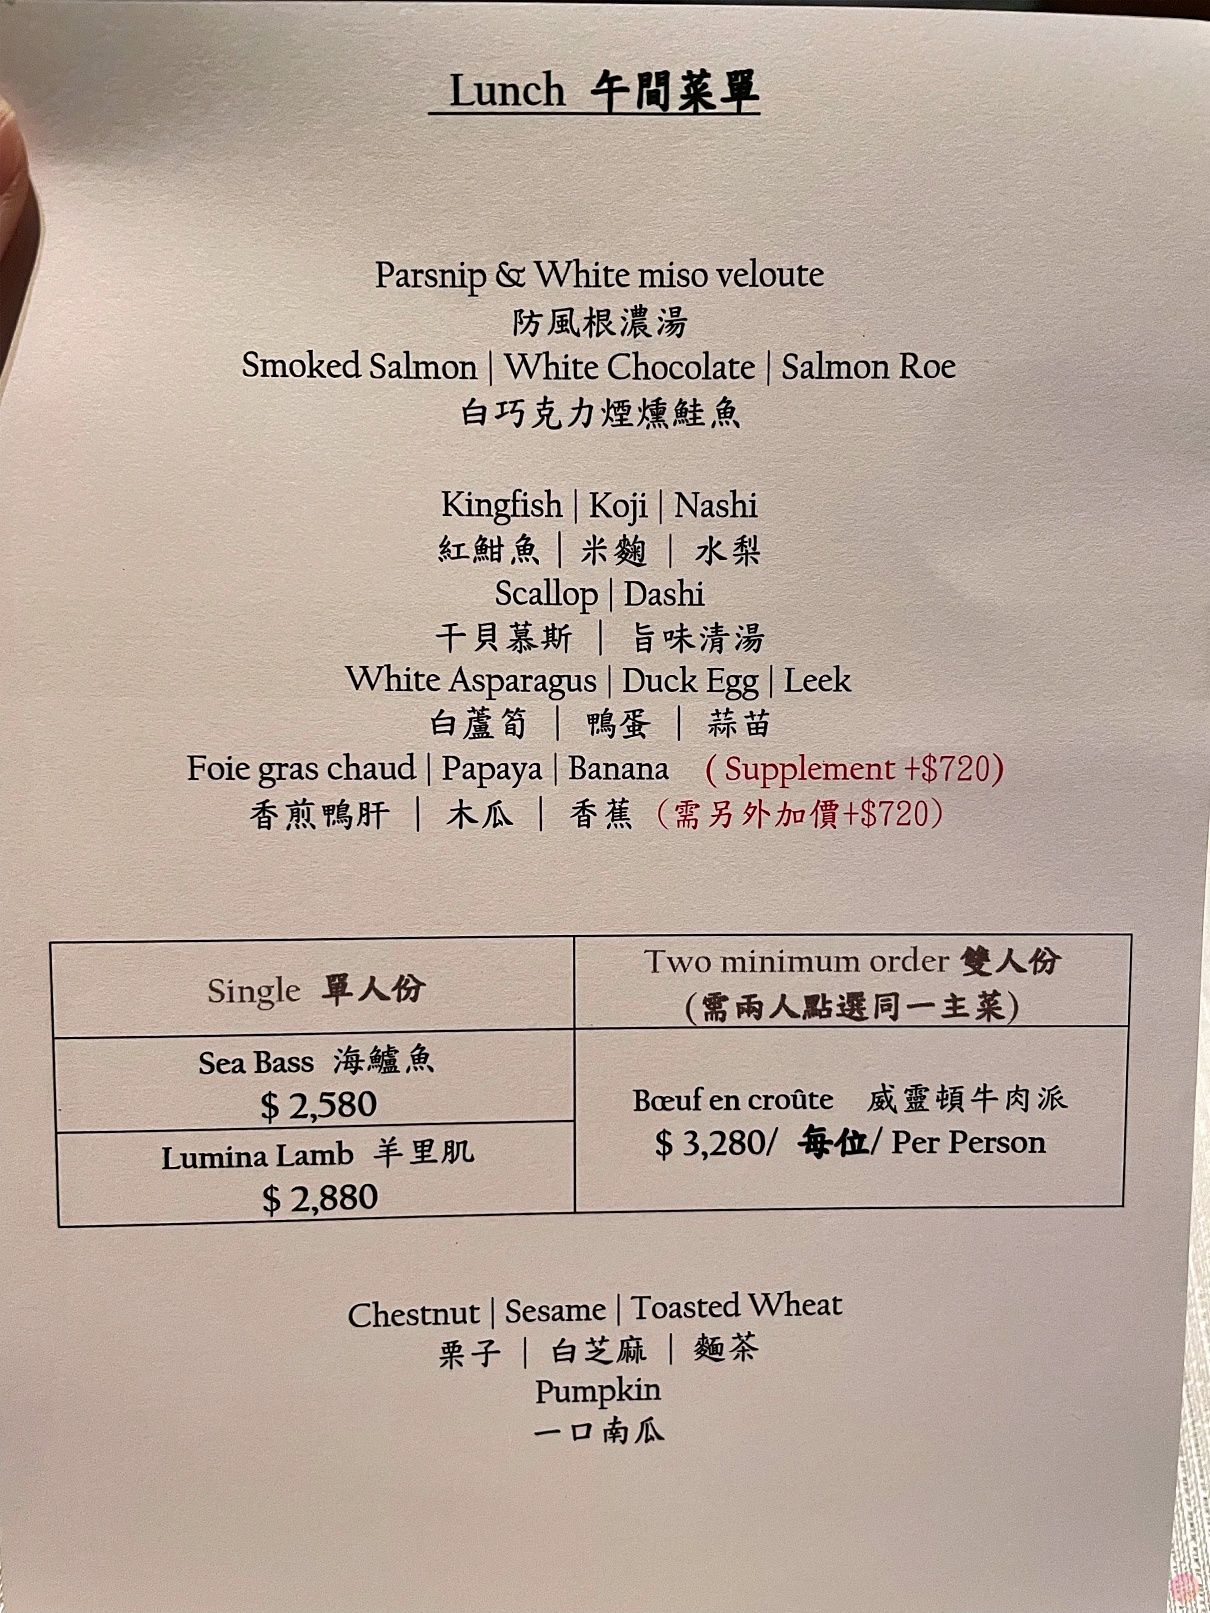 Lunch 午間菜單
Parsnip & White miso veloute
防風根濃湯
Smoked Salmon | White Chocolate | Salmon Roe
白巧克力煙燻鮭魚
Kingfish | Koji | Nashi
紅魽魚 | 米麴 | 水梨
Scallop | Dashi
干貝慕斯 | 旨味清湯
White Asparagus | Duck Egg | Leek
白蘆筍 | 鴨蛋 | 蒜苗
Foie gras chaud | Papaya | Banana ( Supplement +$720)
香煎鴨肝 | 木瓜 | 香蕉 (需另外加價+$720)
Single 單人份
Two minimum order 雙人份
(需兩人點選同一主菜)
Sea Bass 海鱸魚
$ 2,580
Lumina Lamb 羊里肌
$ 2,880
Bœuf en croûte 威靈頓牛肉派
$ 3,280/ 每位/ Per Person
Chestnut | Sesame | Toasted Wheat
栗子 | 白芝麻 | 麵茶
Pumpkin
一口南瓜